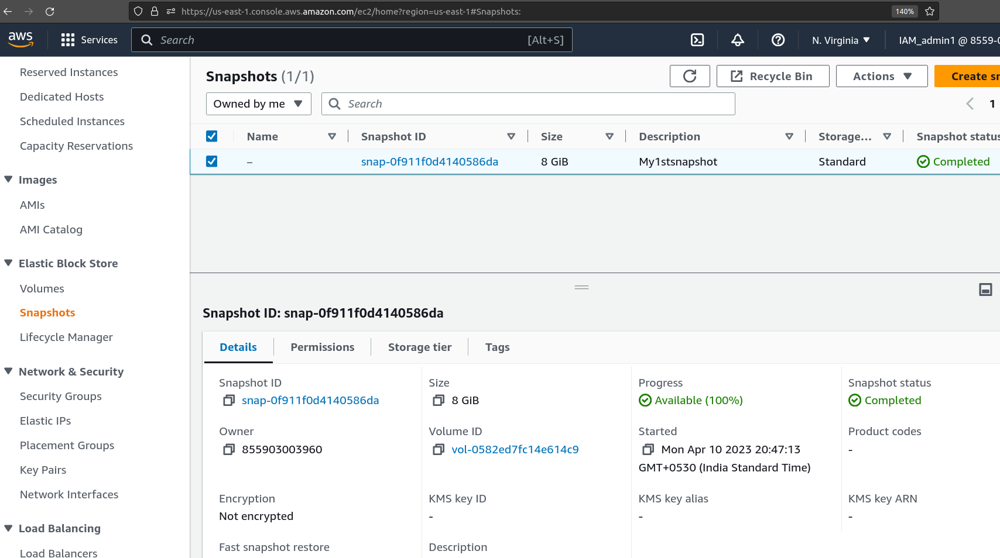 https://us-east-1.console.aws.amazon.com/ec2/home?region=us-east-1#Snapshots:
140%
aws
Services
Search
[Alt+S]
N. Virginia
IAM_admin1 @ 8559-0
Reserved Instances
Dedicated Hosts
Scheduled Instances
Capacity Reservations
Images
AMIs
AMI Catalog
Elastic Block Store
Volumes
Snapshots
Lifecycle Manager
Network & Security
Security Groups
Elastic IPs
Placement Groups
Key Pairs
Network Interfaces
Load Balancing
Load Balancers
Snapshots (1/1)
Recycle Bin
Actions
Create sn
Owned by me
Search
1
Name Snapshot ID Size Description Storage... Snapshot status
– snap-0f911f0d4140586da 8 GiB My1stsnapshot Standard Completed
Snapshot ID: snap-0f911f0d4140586da
Details Permissions Storage tier Tags
Snapshot ID
snap-0f911f0d4140586da
Size
8 GiB
Progress
Available (100%)
Snapshot status
Completed
Owner
855903003960
Volume ID
vol-0582ed7fc14e614c9
Started
Mon Apr 10 2023 20:47:13
GMT+0530 (India Standard Time)
Product codes
-
Encryption
Not encrypted
KMS key ID
-
KMS key alias
-
KMS key ARN
-
Fast snapshot restore
Description